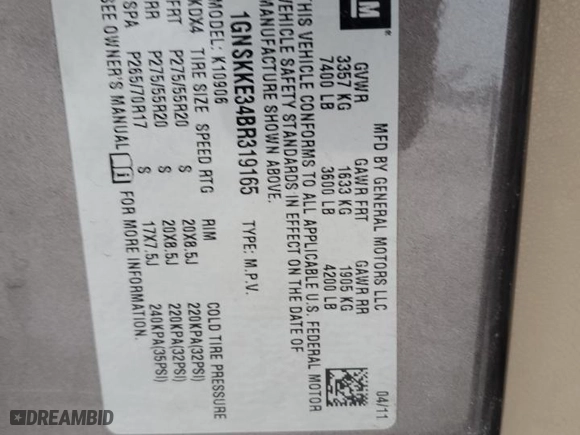 GM
MFD BY GENERAL MOTORS LLC 04/11
GVWR GAWR FRT GAWR RR
3357 KG 1633 KG 1905 KG
7400 LB 3600 LB 4200 LB
THIS VEHICLE CONFORMS TO ALL APPLICABLE U.S. FEDERAL MOTOR
VEHICLE SAFETY STANDARDS IN EFFECT ON THE DATE OF
MANUFACTURE SHOWN ABOVE.
1GNSKKE34BR319165 TYPE: M.P.V.
MODEL: K10906
KDX4 TIRE SIZE SPEED RTG RIM COLD TIRE PRESSURE
FRT P275/55R20 S 20X8.5J 220KPA(32PSI)
RR P275/55R20 S 20X8.5J 220KPA(32PSI)
SPA P265/70R17 S 17X7.5J 240KPA(35PSI)
SEE OWNER'S MANUAL FOR MORE INFORMATION.
DREAMBID